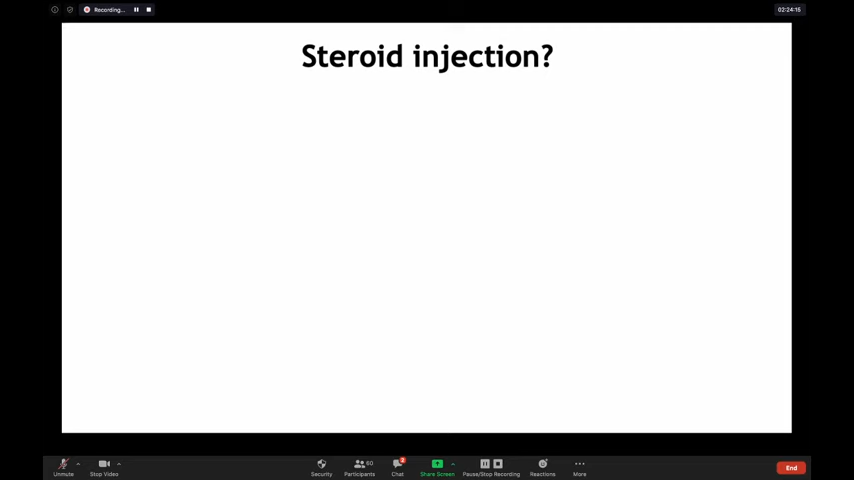 Recording...
02:24:15
Steroid injection?
Unmute
Stop Video
Security
60
Participants
3
Chat
Share Screen
Pause/Stop Recording
Reactions
More
End